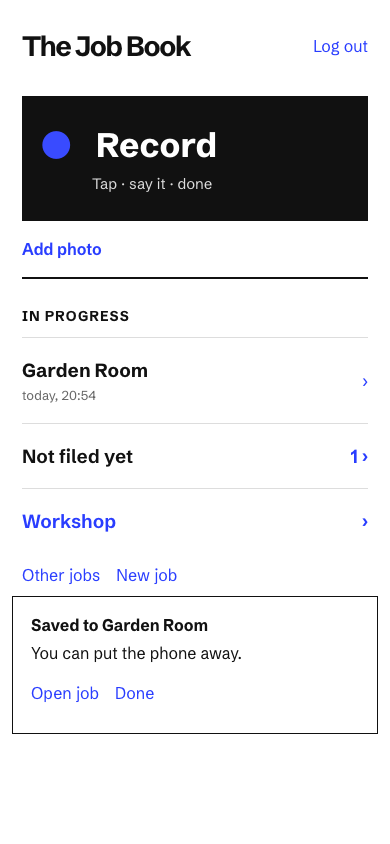 The Job Book
Log out
Record
Tap · say it · done
Add photo
IN PROGRESS
Garden Room
today, 20:54
›
Not filed yet
1 ›
Workshop
›
Other jobs New job
Saved to Garden Room
You can put the phone away.
Open job Done